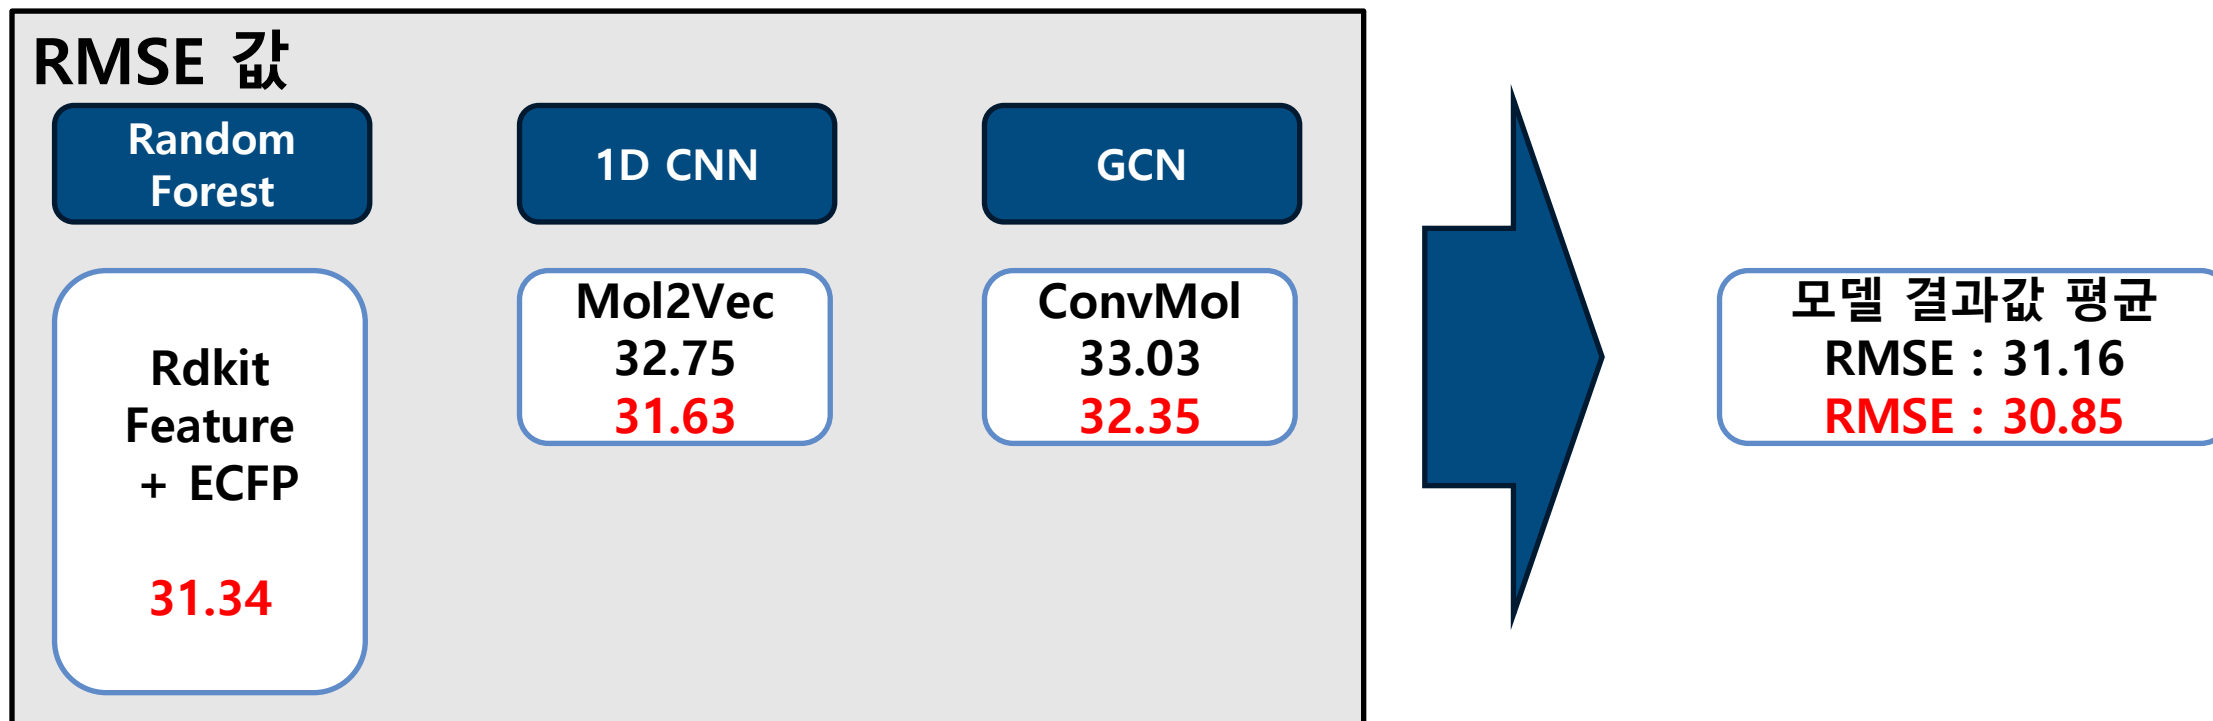 RMSE 값
Random
Forest
1D CNN
GCN
Rdkit
Feature
+ ECFP
31.34
Mol2Vec
32.75
31.63
ConvMol
33.03
32.35
모델 결과값 평균
RMSE : 31.16
RMSE : 30.85